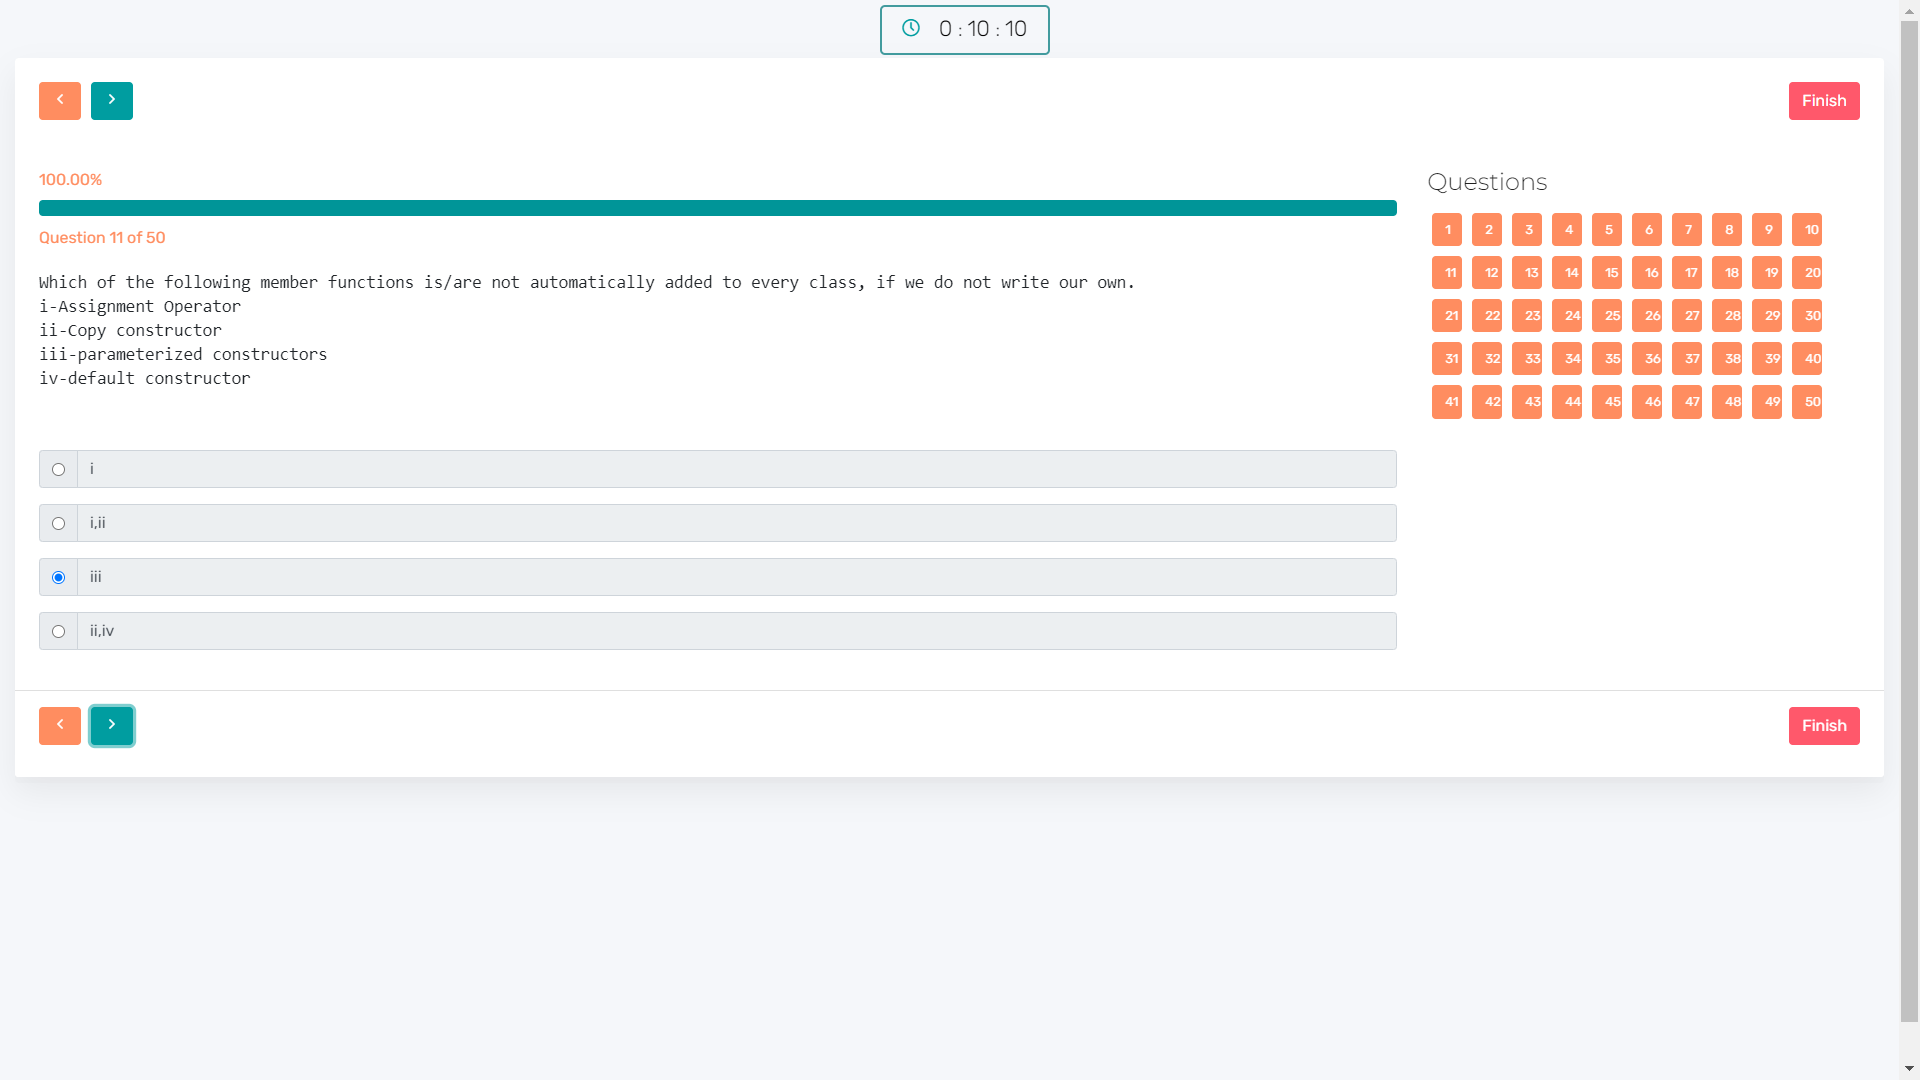 0 : 10 : 10
Finish
100.00%
Question 11 of 50
Which of the following member functions is/are not automatically added to every class, if we do not write our own.
i-Assignment Operator
ii-Copy constructor
iii-parameterized constructors
iv-default constructor
i
i,ii
iii
ii,iv
Questions
1 2 3 4 5 6 7 8 9 10
11 12 13 14 15 16 17 18 19 20
21 22 23 24 25 26 27 28 29 30
31 32 33 34 35 36 37 38 39 40
41 42 43 44 45 46 47 48 49 50
Finish